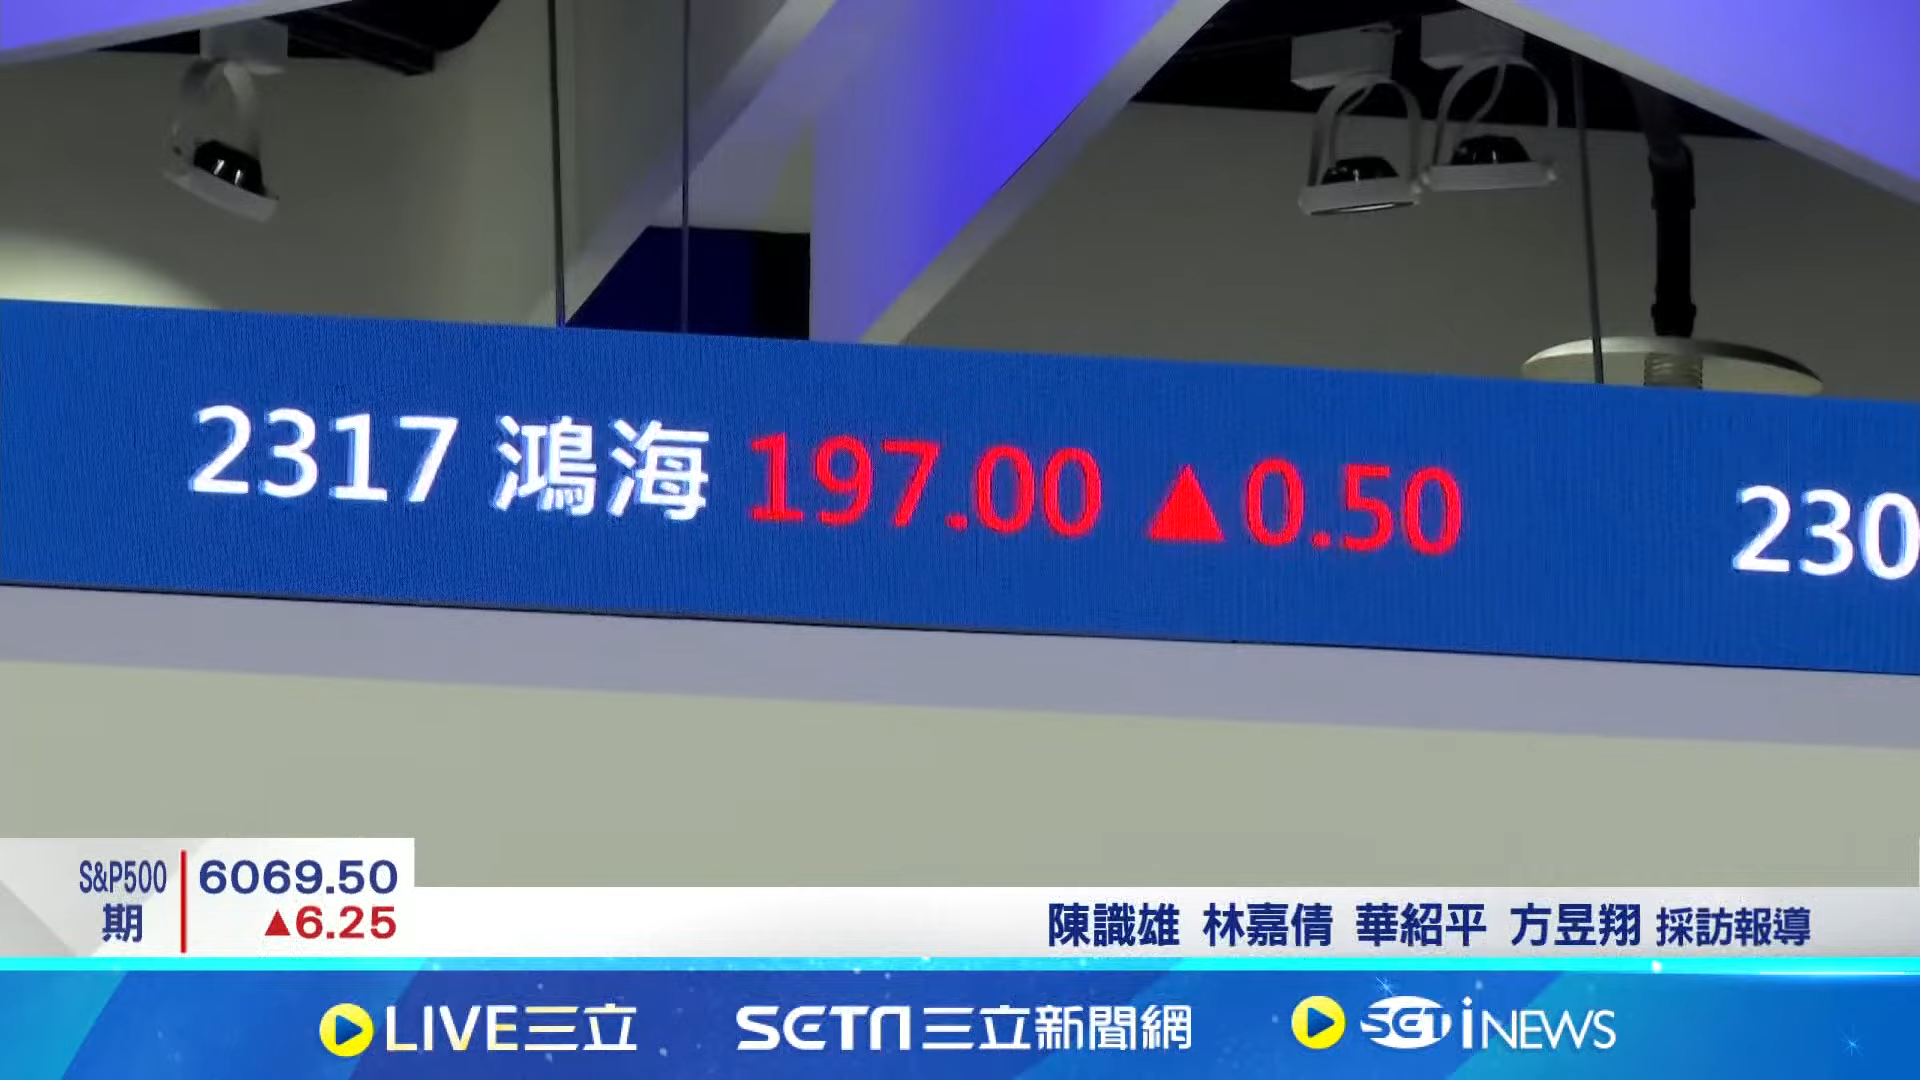 2317 鴻海 197.00 ▲0.50 230
S&P500 6069.50
期 ▲6.25
陳識雄 林嘉倩 華紹平 方昱翔 採訪報導
LIVE三立 SETN三立新聞網 SET iNEWS